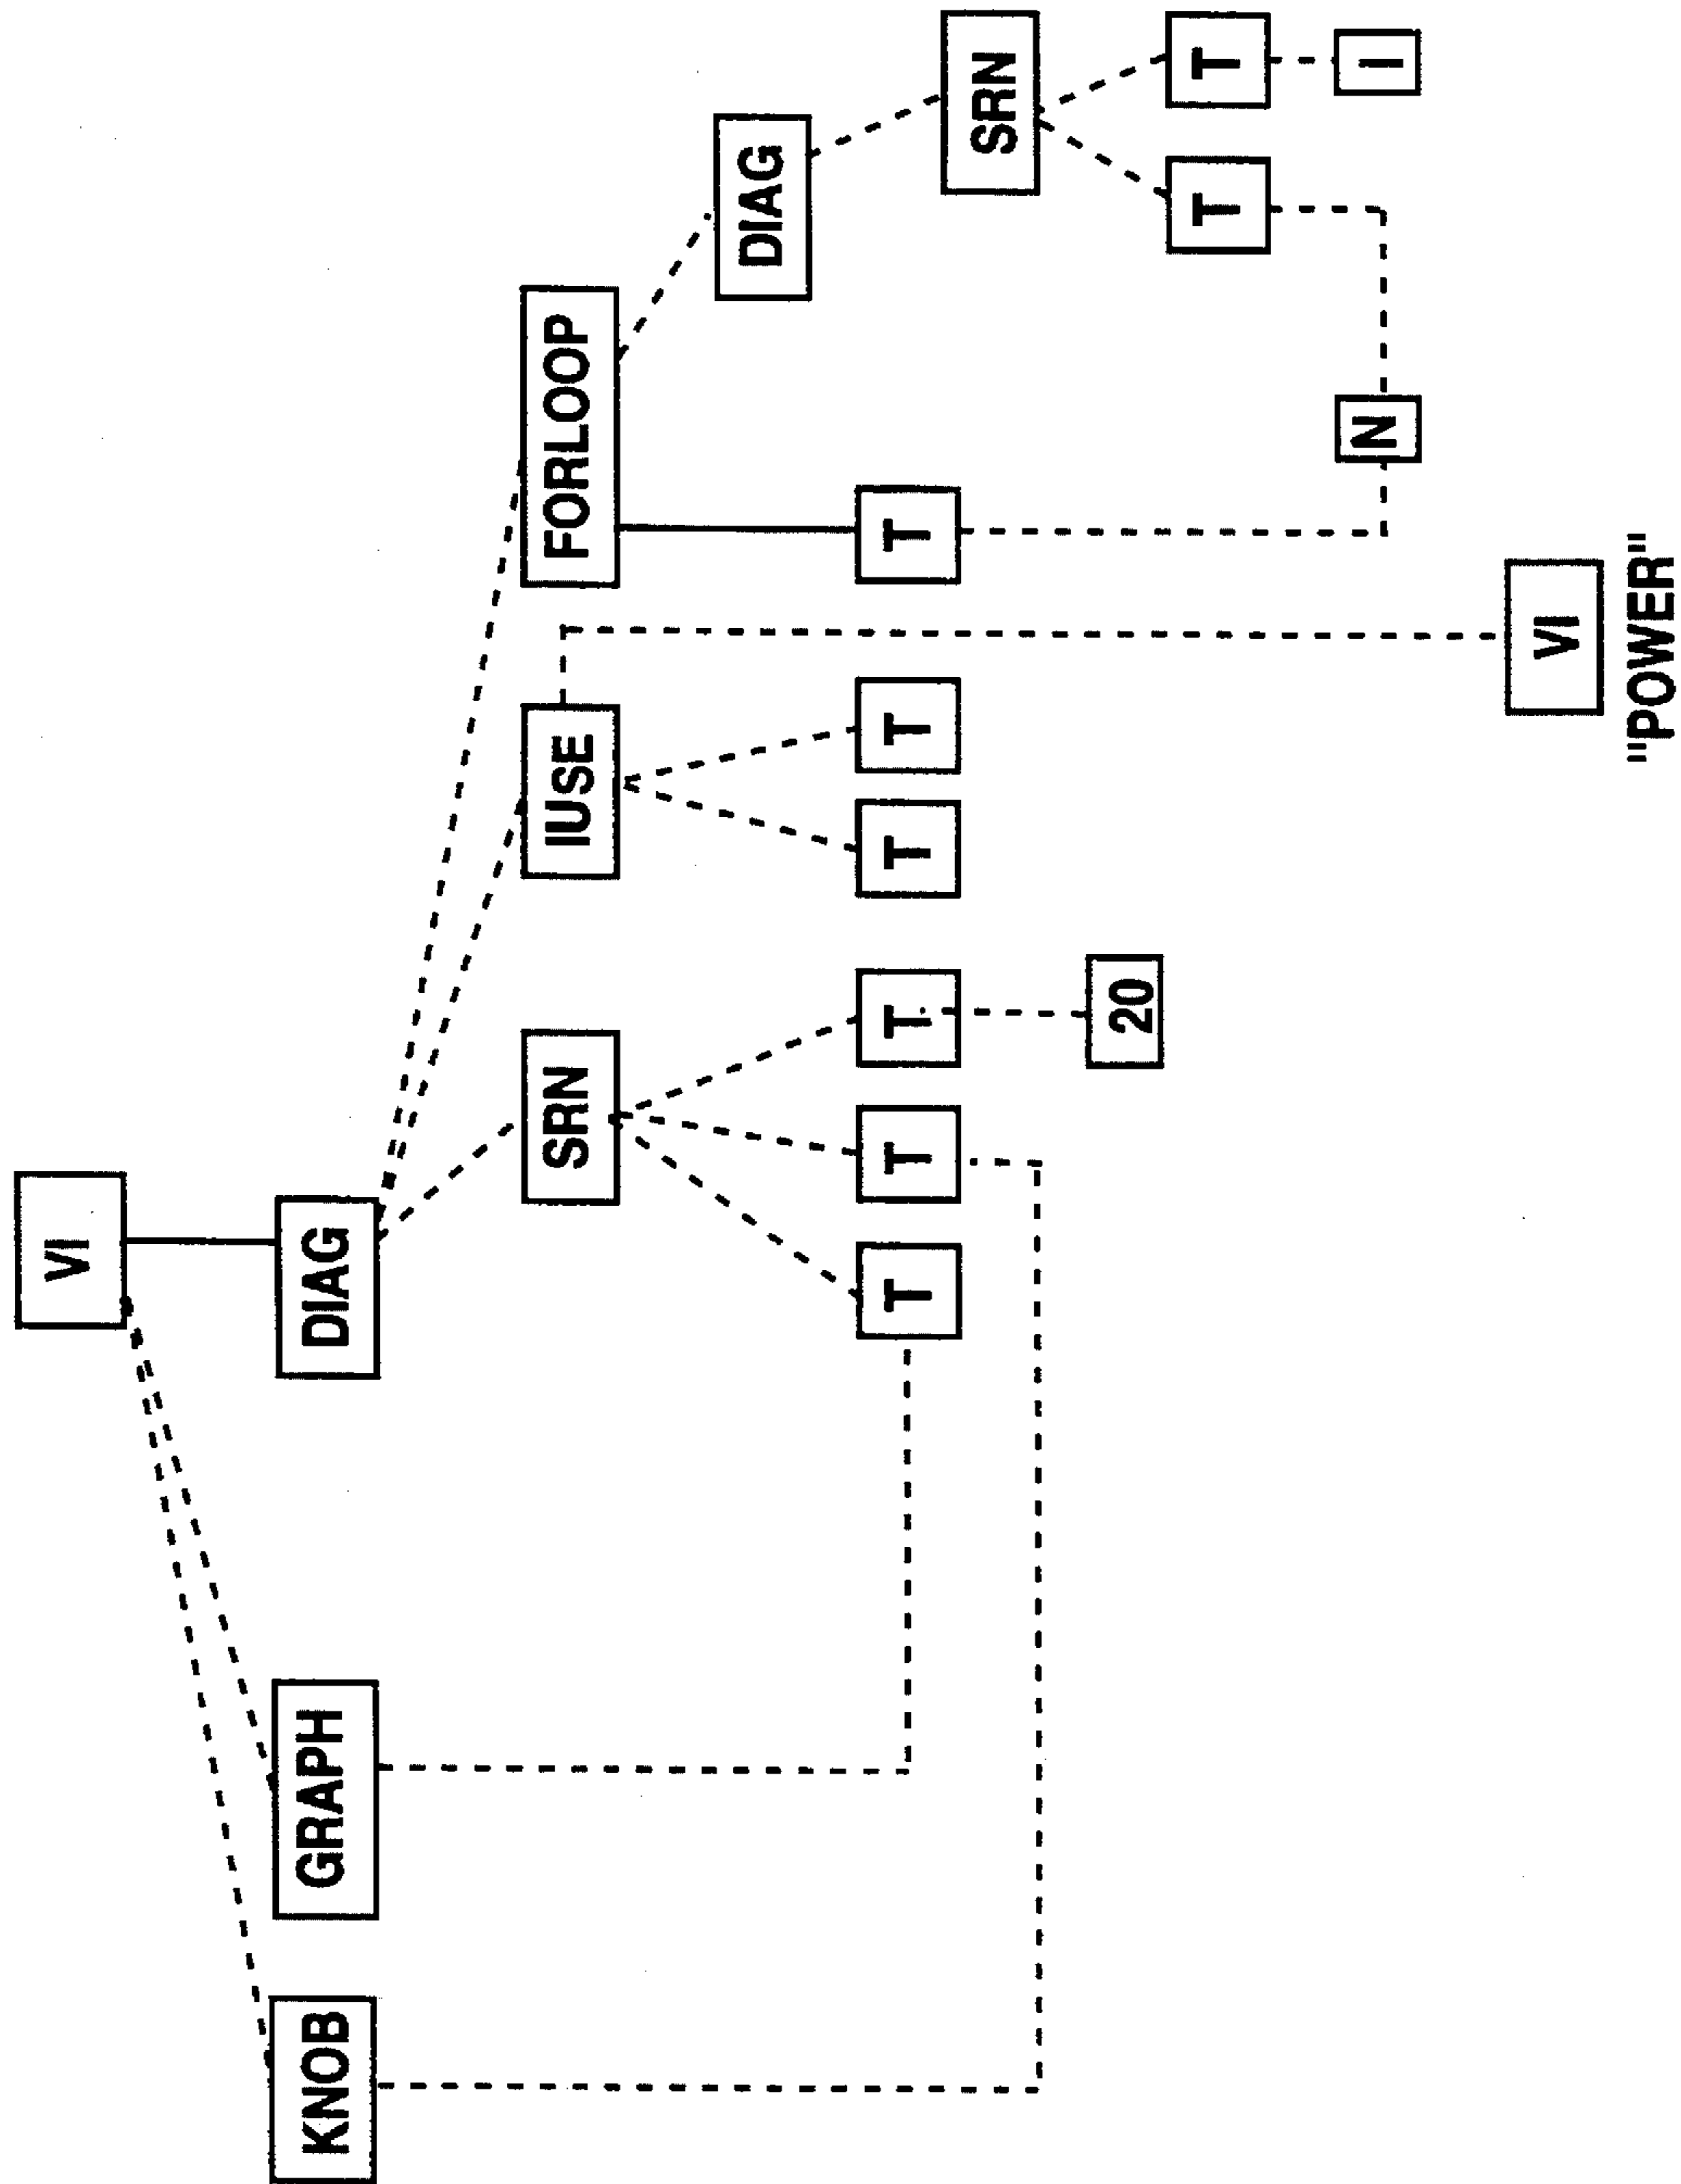 VI
KNOB GRAPH DIAG
SRN IUSE FORLOOP
DIAG
T T T T T T
SRN
20
T T
N I
VI
"POWER"